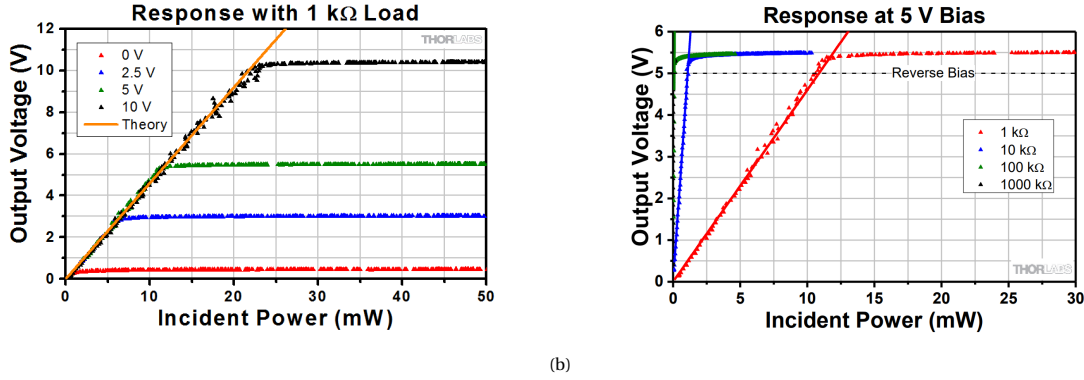 Response with 1 kΩ Load
Output Voltage (V)
12
10
8
6
4
2
0
THORLABS
0 V
2.5 V
5 V
10 V
Theory
0 10 20 30 40 50
Incident Power (mW)
Response at 5 V Bias
Output Voltage (V)
6
5
4
3
2
1
0
Reverse Bias
1 kΩ
10 kΩ
100 kΩ
1000 kΩ
THORLABS
0 5 10 15 20 25 30
Incident Power (mW)
(b)